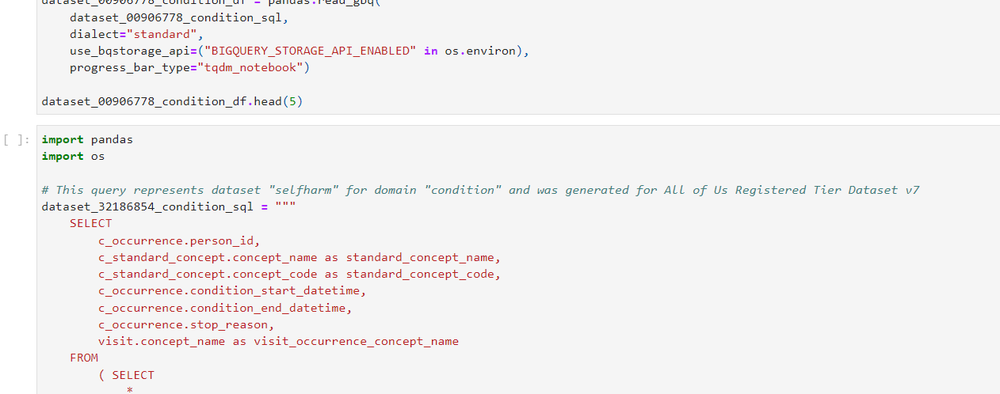 dataset_00906778_condition_df = pandas.read_gbq(
    dataset_00906778_condition_sql,
    dialect="standard",
    use_bqstorage_api=("BIGQUERY_STORAGE_API_ENABLED" in os.environ),
    progress_bar_type="tqdm_notebook")
dataset_00906778_condition_df.head(5)
[ ]: import pandas
import os
# This query represents dataset "selfharm" for domain "condition" and was generated for All of Us Registered Tier Dataset v7
dataset_32186854_condition_sql = """
    SELECT
        c_occurrence.person_id,
        c_standard_concept.concept_name as standard_concept_name,
        c_standard_concept.concept_code as standard_concept_code,
        c_occurrence.condition_start_datetime,
        c_occurrence.condition_end_datetime,
        c_occurrence.stop_reason,
        visit.concept_name as visit_occurrence_concept_name
    FROM
        ( SELECT
            *